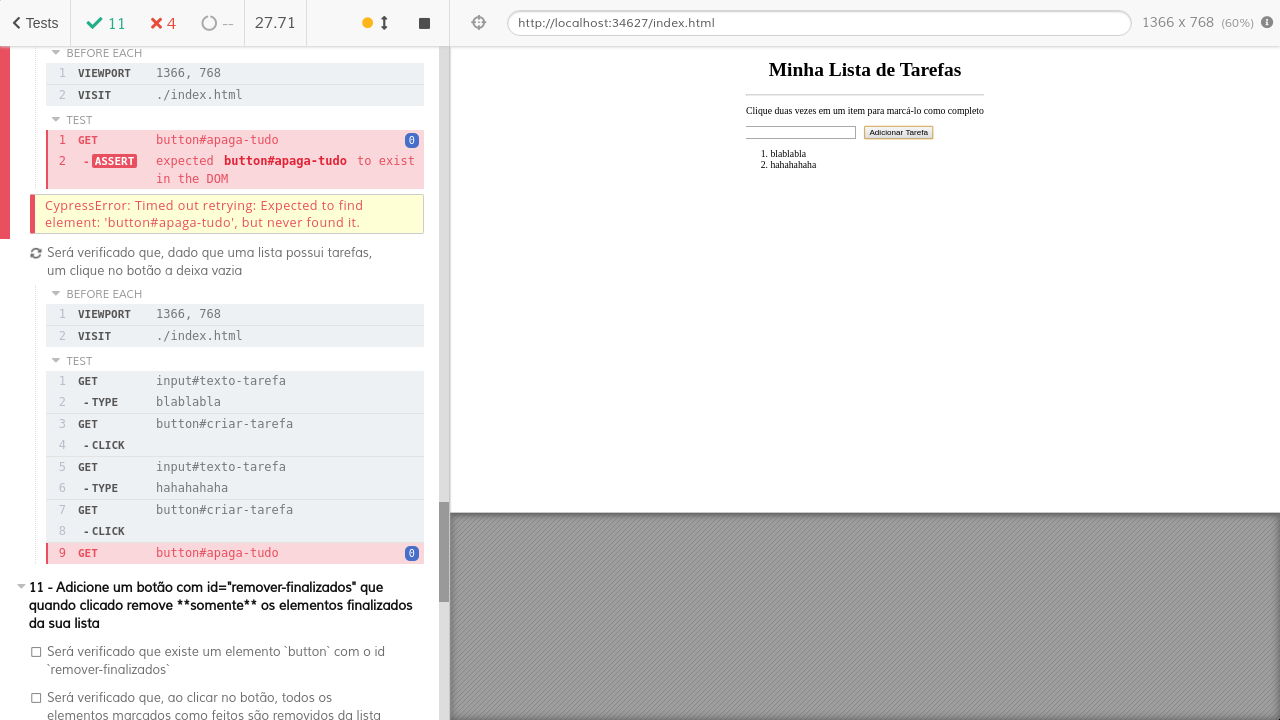 Tests
11
4
--
27.71
http://localhost:34627/index.html
1366 x 768 (60%)
BEFORE EACH
1 VIEWPORT 1366, 768
2 VISIT ./index.html
TEST
1 GET button#apaga-tudo 0
2 - ASSERT expected button#apaga-tudo to exist
in the DOM
CypressError: Timed out retrying: Expected to find
element: 'button#apaga-tudo', but never found it.
Será verificado que, dado que uma lista possui tarefas,
um clique no botão a deixa vazia
BEFORE EACH
1 VIEWPORT 1366, 768
2 VISIT ./index.html
TEST
1 GET input#texto-tarefa
2 - TYPE blablabla
3 GET button#criar-tarefa
4 - CLICK
5 GET input#texto-tarefa
6 - TYPE hahahahaha
7 GET button#criar-tarefa
8 - CLICK
9 GET button#apaga-tudo 0
11 - Adicione um botão com id="remover-finalizados" que
quando clicado remove **somente** os elementos finalizados
da sua lista
Será verificado que existe um elemento `button` com o id
`remover-finalizados`
Será verificado que, ao clicar no botão, todos os
elementos marcados como feitos são removidos da lista
Minha Lista de Tarefas
Clique duas vezes em um item para marcá-lo como completo
Adicionar Tarefa
1. blablabla
2. hahahahaha